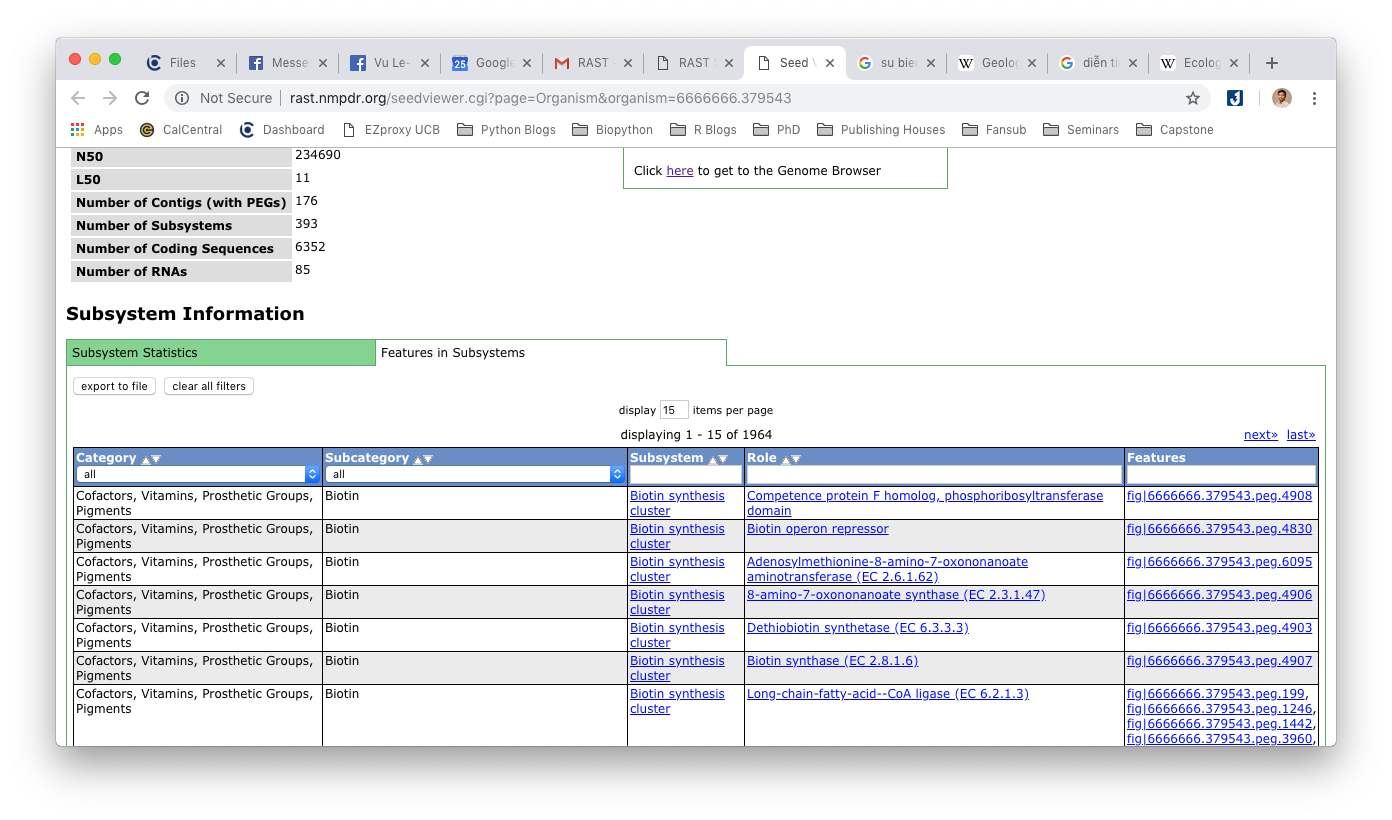 Files
Messe
Vu Le-
25
Google
RAST
RAST
Seed V
su biec
Geolog
diễn ti
Ecolog
Not Secure
rast.nmpdr.org/seedviewer.cgi?page=Organism&organism=6666666.379543
Apps
CalCentral
Dashboard
EZproxy UCB
Python Blogs
Biopython
R Blogs
PhD
Publishing Houses
Fansub
Seminars
Capstone
N50 234690
L50 11
Number of Contigs (with PEGs) 176
Number of Subsystems 393
Number of Coding Sequences 6352
Number of RNAs 85
Click here to get to the Genome Browser
Subsystem Information
Subsystem Statistics
Features in Subsystems
export to file
clear all filters
display 15 items per page
displaying 1 - 15 of 1964
next» last»
Category
Subcategory
Subsystem
Role
Features
all
all
Cofactors, Vitamins, Prosthetic Groups,
Pigments
Biotin
Biotin synthesis
cluster
Competence protein F homolog, phosphoribosyltransferase
domain
fig|6666666.379543.peg.4908
Cofactors, Vitamins, Prosthetic Groups,
Pigments
Biotin
Biotin synthesis
cluster
Biotin operon repressor
fig|6666666.379543.peg.4830
Cofactors, Vitamins, Prosthetic Groups,
Pigments
Biotin
Biotin synthesis
cluster
Adenosylmethionine-8-amino-7-oxononanoate
aminotransferase (EC 2.6.1.62)
fig|6666666.379543.peg.6095
Cofactors, Vitamins, Prosthetic Groups,
Pigments
Biotin
Biotin synthesis
cluster
8-amino-7-oxononanoate synthase (EC 2.3.1.47)
fig|6666666.379543.peg.4906
Cofactors, Vitamins, Prosthetic Groups,
Pigments
Biotin
Biotin synthesis
cluster
Dethiobiotin synthetase (EC 6.3.3.3)
fig|6666666.379543.peg.4903
Cofactors, Vitamins, Prosthetic Groups,
Pigments
Biotin
Biotin synthesis
cluster
Biotin synthase (EC 2.8.1.6)
fig|6666666.379543.peg.4907
Cofactors, Vitamins, Prosthetic Groups,
Pigments
Biotin
Biotin synthesis
cluster
Long-chain-fatty-acid--CoA ligase (EC 6.2.1.3)
fig|6666666.379543.peg.199,
fig|6666666.379543.peg.1246,
fig|6666666.379543.peg.1442,
fig|6666666.379543.peg.3960,